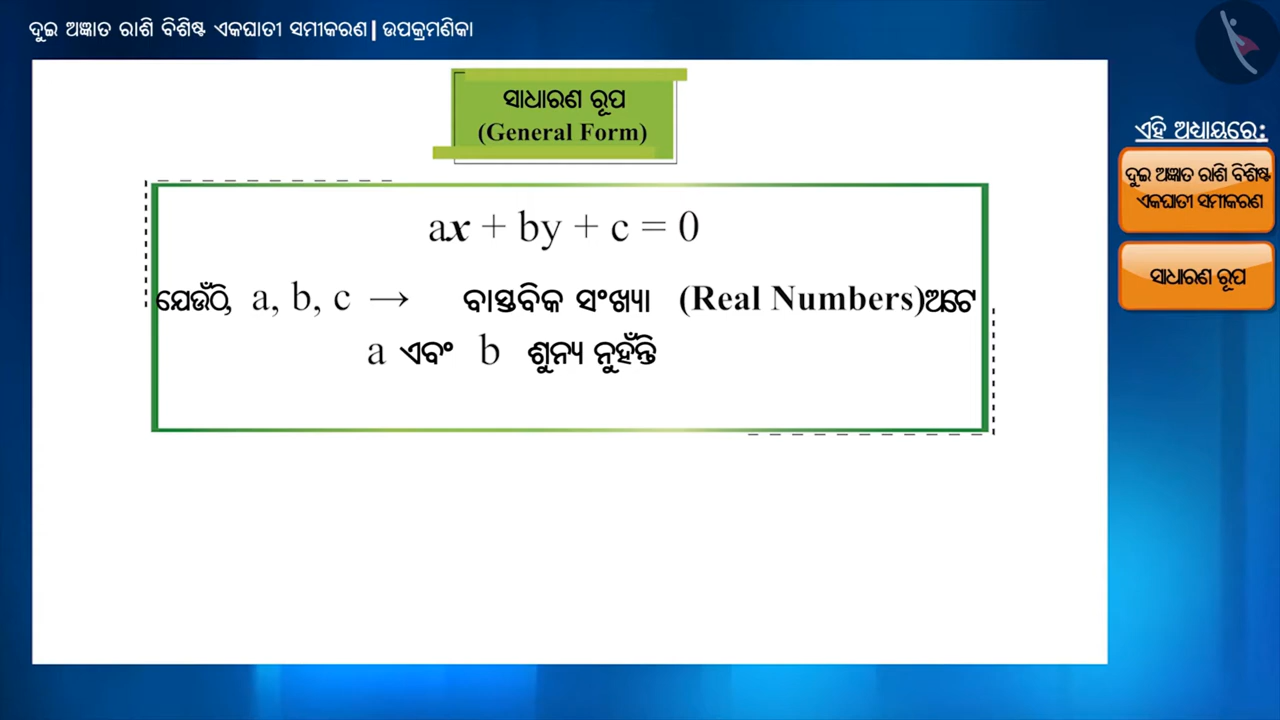 ଦୁଇ ଅଜ୍ଞାତ ରାଶି ବିଶିଷ୍ଟ ଏକଘାତୀ ସମୀକରଣ | ଉପକ୍ରମଣିକା
ସାଧାରଣ ରୂପ
(General Form)
ax + by + c = 0
ଯେଉଁଠି, a, b, c → ବାସ୍ତବିକ ସଂଖ୍ୟା (Real Numbers)ଅଟେ
a ଏବଂ b ଶୁନ୍ୟ ନୁହଁନ୍ତି
ଏହି ଅଧ୍ୟାୟରେ:
ଦୁଇ ଅଜ୍ଞାତ ରାଶି ବିଶିଷ୍ଟ
ଏକଘାତୀ ସମୀକରଣ
ସାଧାରଣ ରୂପ